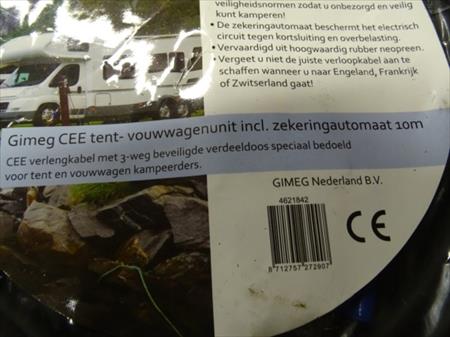 veiligheidsnormen zodat u onbezorgd en veilig
kunt kamperen!
• De zekeringautomaat beschermt het electrisch
circuit tegen kortsluiting en overbelasting.
• Vervaardigd uit hoogwaardig rubber neopreen.
• Vergeet u niet de juiste verloopkabel aan te
schaffen wanneer u naar Engeland, Frankrijk
of Zwitserland gaat!
Gimeg CEE tent- vouwwagenunit incl. zekeringautomaat 10m
CEE verlengkabel met 3-weg beveiligde verdeeldoos speciaal bedoeld
voor tent en vouwwagen kampeerders.
GIMEG Nederland B.V.
4621842
8 712757 272907
CE